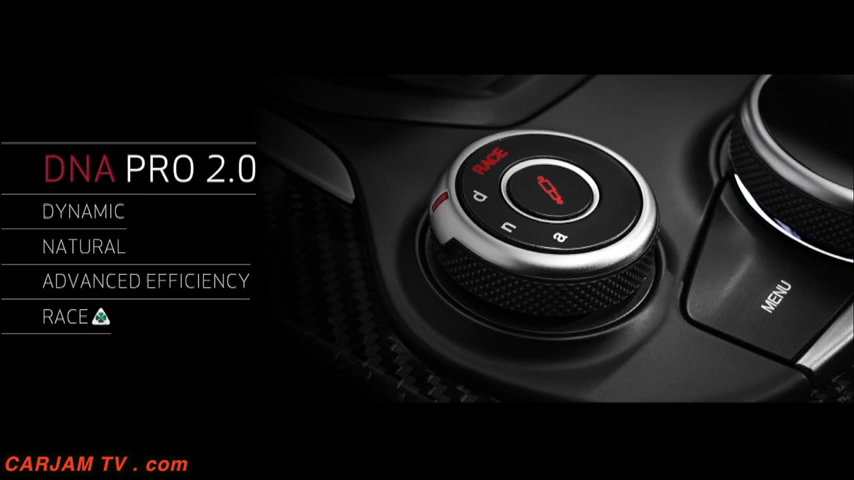 DNA PRO 2.0
DYNAMIC
NATURAL
ADVANCED EFFICIENCY
RACE
RACE
d
n
a
MENU
CARJAM TV . com